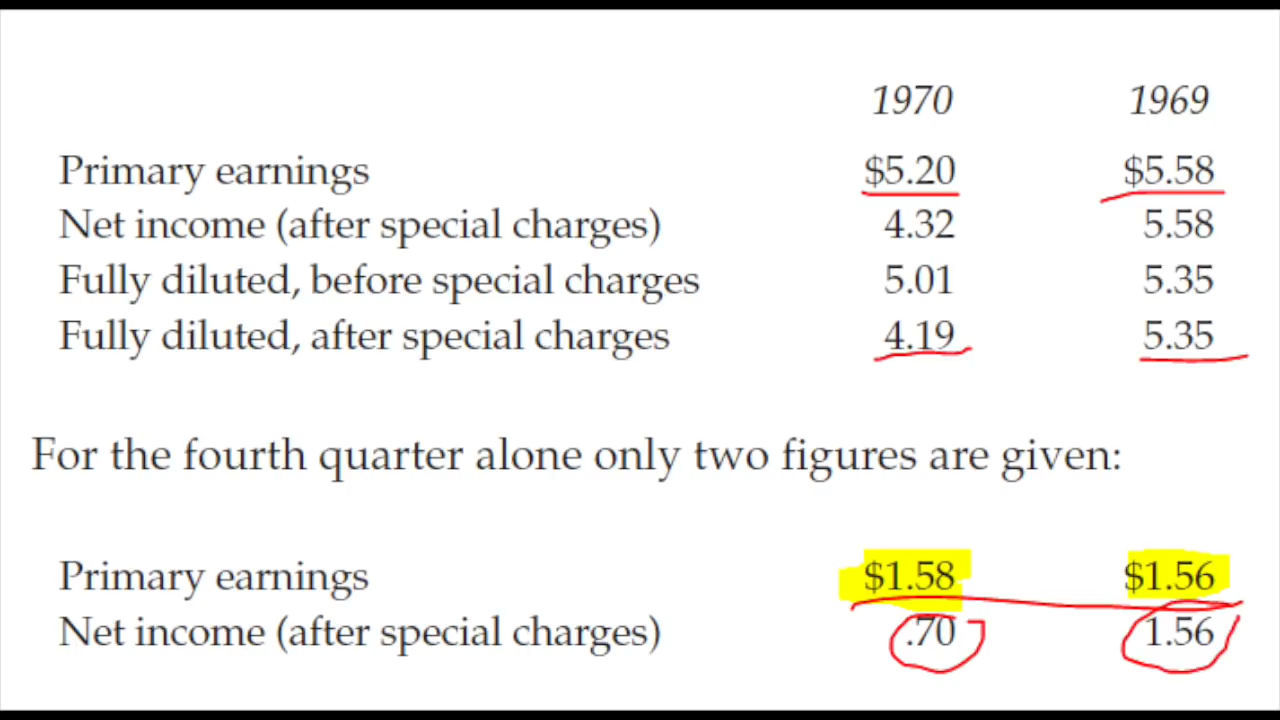 1970 1969
Primary earnings $5.20 $5.58
Net income (after special charges) 4.32 5.58
Fully diluted, before special charges 5.01 5.35
Fully diluted, after special charges 4.19 5.35
For the fourth quarter alone only two figures are given:
Primary earnings $1.58 $1.56
Net income (after special charges) .70 1.56